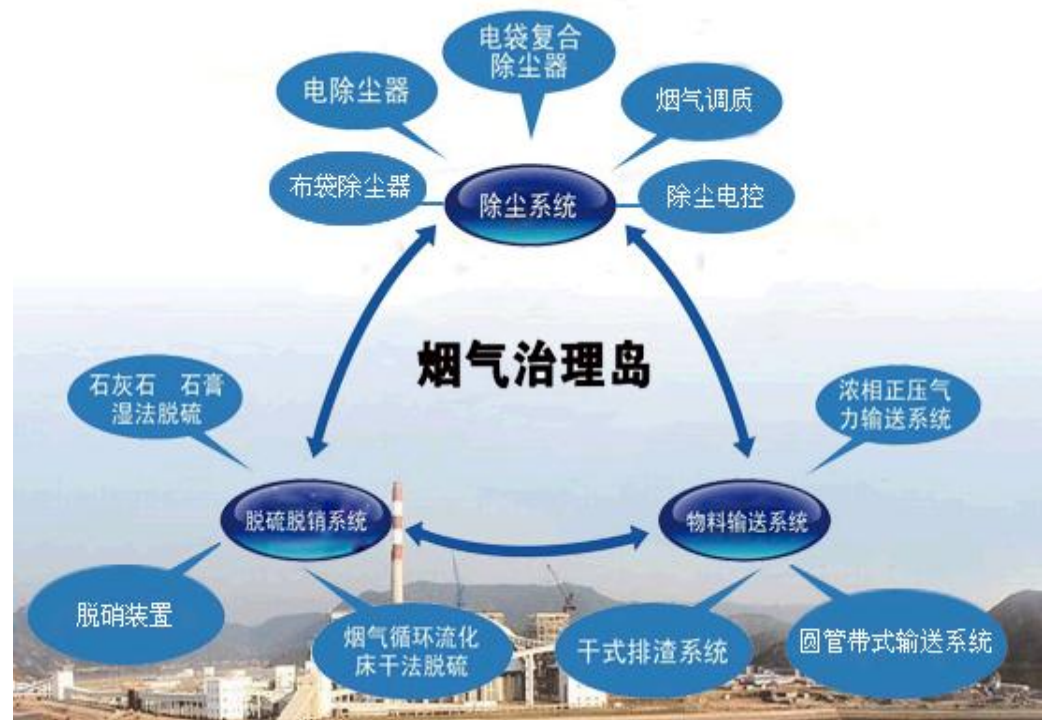 电袋复合
除尘器
电除尘器
烟气调质
布袋除尘器
除尘系统
除尘电控
烟气治理岛
石灰石 石膏
湿法脱硫
浓相正压气
力输送系统
脱硫脱销系统
物料输送系统
脱硝装置
烟气循环流化
床干法脱硫
干式排渣系统
圆管带式输送系统